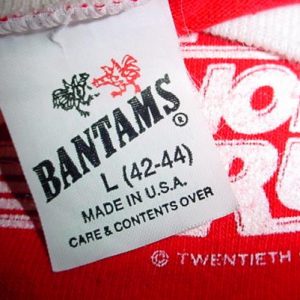 BANTAMS ®
L (42-44)
MADE IN U.S.A.
CARE & CONTENTS OVER
© TWENTIETH